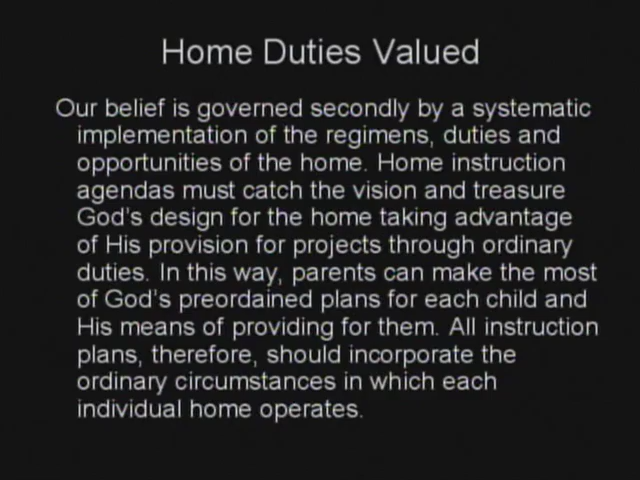 Home Duties Valued
Our belief is governed secondly by a systematic
implementation of the regimens, duties and
opportunities of the home. Home instruction
agendas must catch the vision and treasure
God's design for the home taking advantage
of His provision for projects through ordinary
duties. In this way, parents can make the most
of God's preordained plans for each child and
His means of providing for them. All instruction
plans, therefore, should incorporate the
ordinary circumstances in which each
individual home operates.